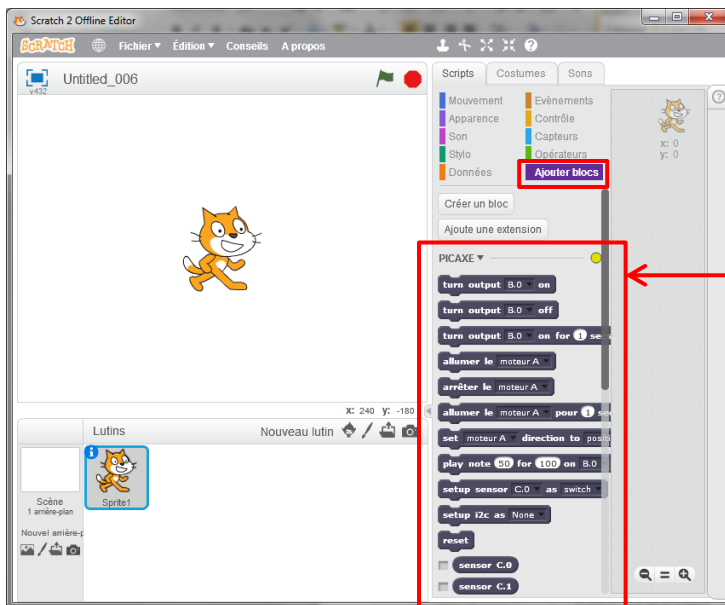 Scratch 2 Offline Editor
SCRATCH Fichier Édition Conseils A propos
v432
Untitled_006
Scripts Costumes Sons
Mouvement Evènements
Apparence Contrôle
Son Capteurs
Stylo Opérateurs
Données Ajouter blocs
x: 0
y: 0
Créer un bloc
Ajoute une extension
PICAXE
turn output B.0 on
turn output B.0 off
turn output B.0 on for 1 se
allumer le moteur A
arrêter le moteur A
allumer le moteur A pour 1 se
set moteur A direction to posit
play note 50 for 100 on B.0
setup sensor C.0 as switch
setup i2c as None
reset
sensor C.0
sensor C.1
x: 240 y: -180
Lutins Nouveau lutin
Scène
1 arrière-plan
Sprite1
Nouvel arrière-p